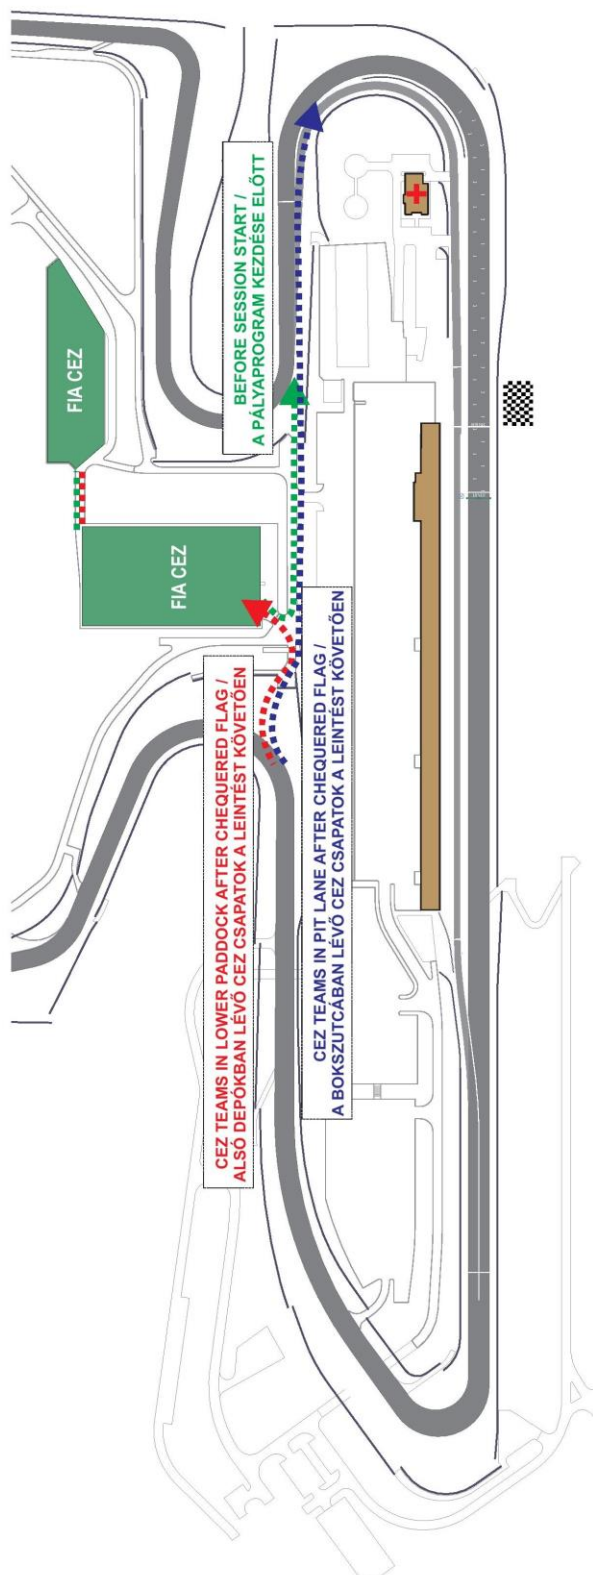 FIA CEZ
BEFORE SESSION START /
A PÁLYAPROGRAM KEZDÉSE ELŐTT
FIA CEZ
CEZ TEAMS IN LOWER PADDOCK AFTER CHEQUERED FLAG /
ALSÓ DEPÓKBAN LÉVŐ CEZ CSAPATOK A LEINTÉST KÖVETŐEN
CEZ TEAMS IN PIT LANE AFTER CHEQUERED FLAG /
A BOKSZUTCÁBAN LÉVŐ CEZ CSAPATOK A LEINTÉST KÖVETŐEN